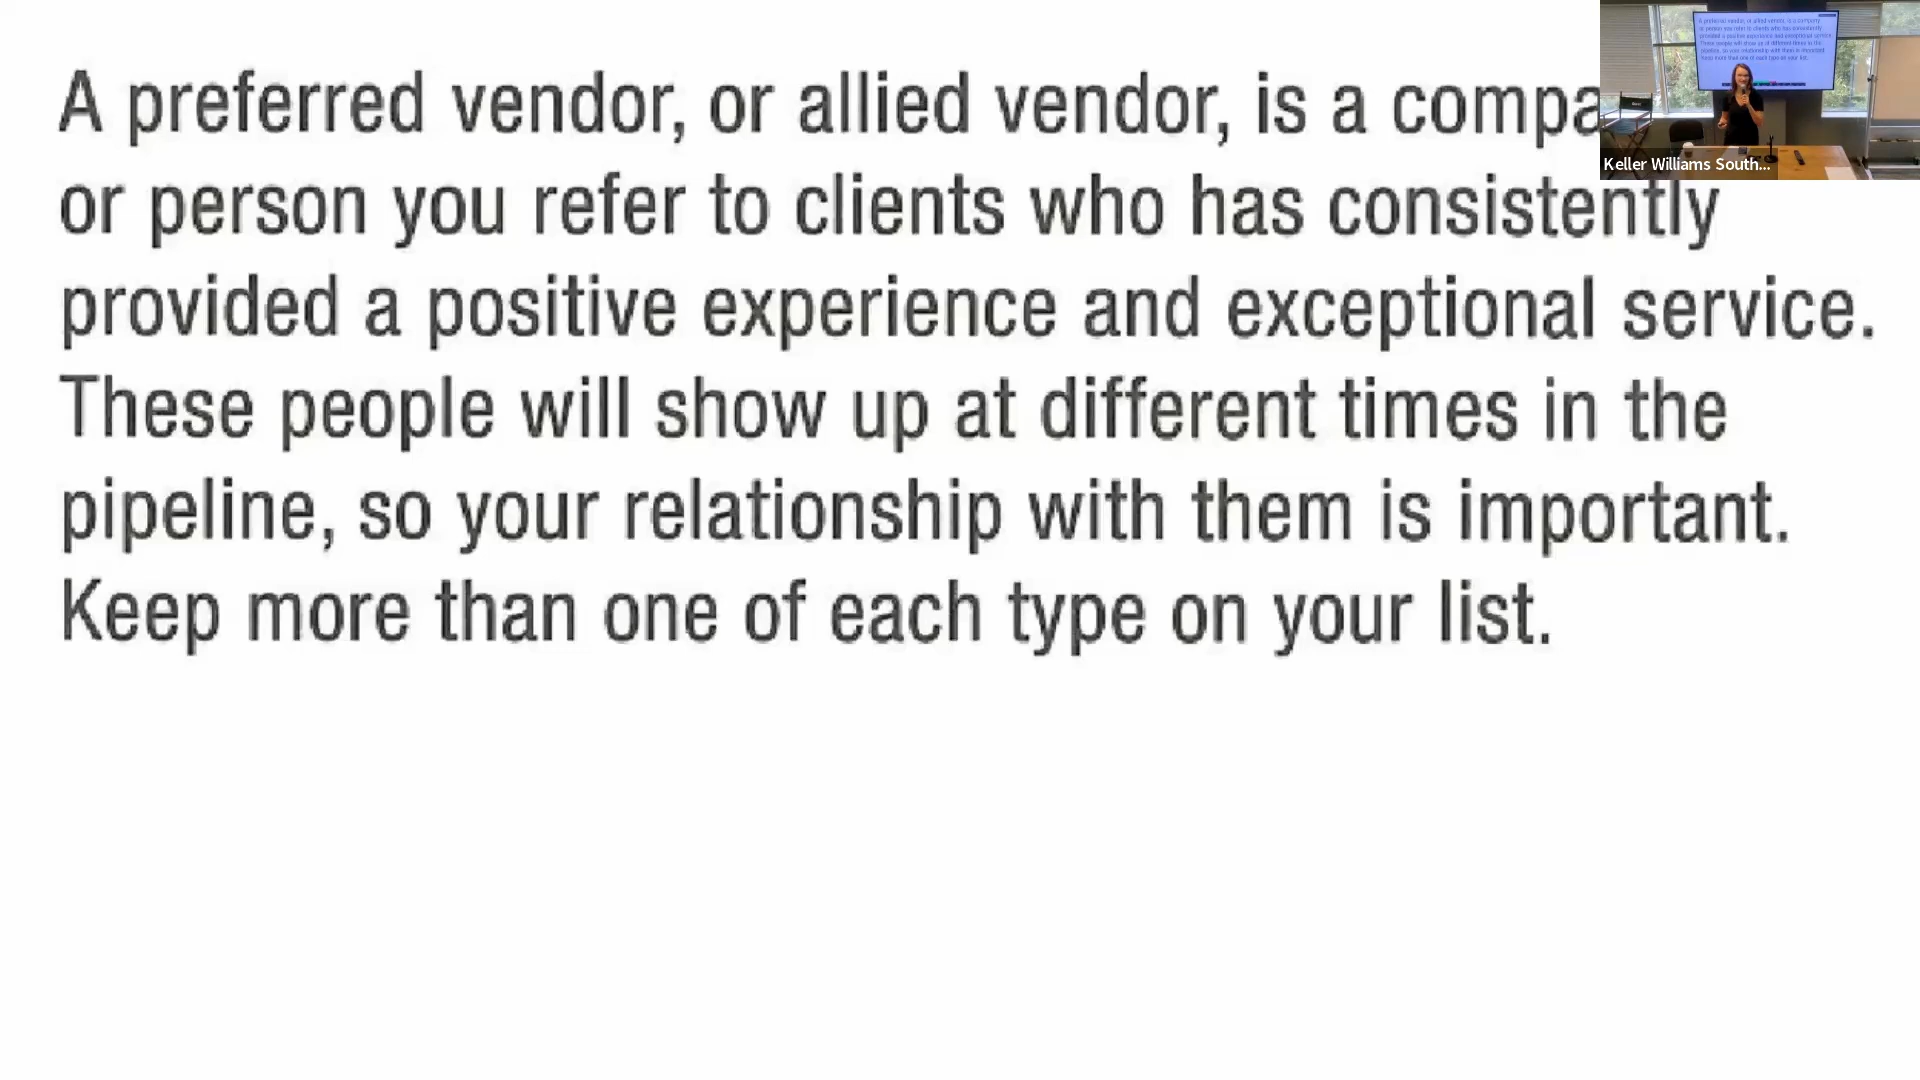 A preferred vendor, or allied vendor, is a compa
or person you refer to clients who has consistently
provided a positive experience and exceptional service.
These people will show up at different times in the
pipeline, so your relationship with them is important.
Keep more than one of each type on your list.
Keller Williams South...